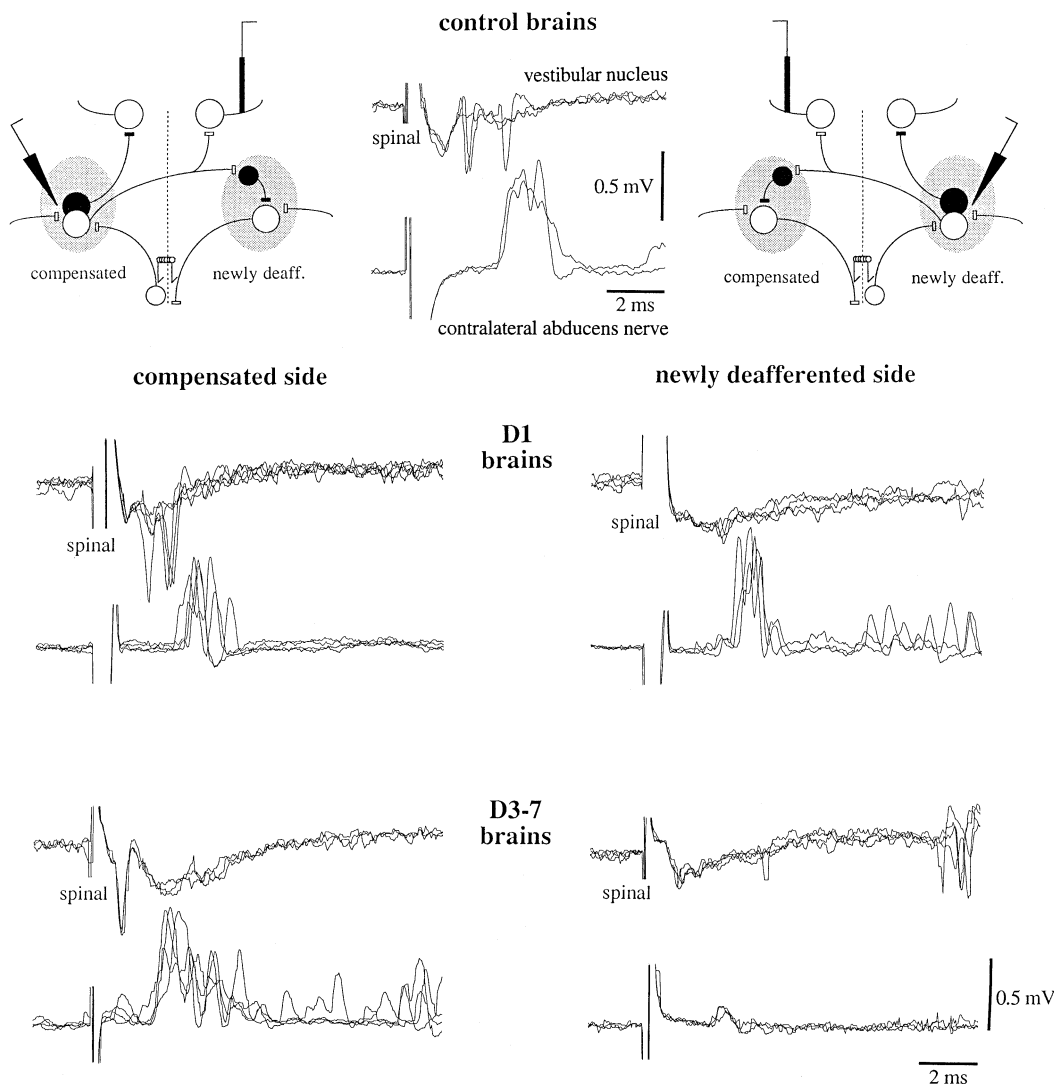 control brains
vestibular nucleus
spinal
0.5 mV
2 ms
contralateral abducens nerve
compensated newly deaff.
compensated newly deaff.
compensated side
newly deafferented side
D1
brains
spinal
spinal
D3-7
brains
spinal
spinal
0.5 mV
2 ms